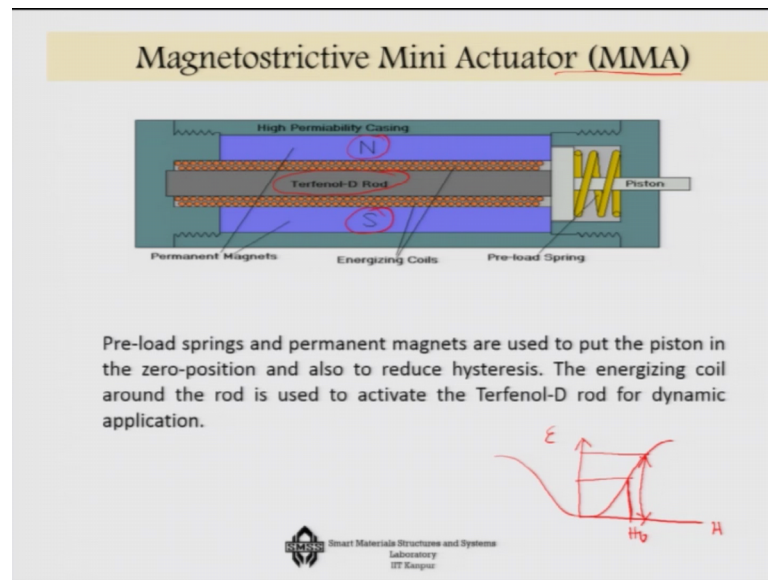 Magnetostrictive Mini Actuator (MMA)
High Permiability Casing
N
Terfenol-D Rod
Piston
S
Permanent Magnets
Energizing Coils
Pre-load Spring
Pre-load springs and permanent magnets are used to put the piston in
the zero-position and also to reduce hysteresis. The energizing coil
around the rod is used to activate the Terfenol-D rod for dynamic
application.
ε
H
Hb
SMSS
Smart Materials Structures and Systems
Laboratory
IIT Kanpur